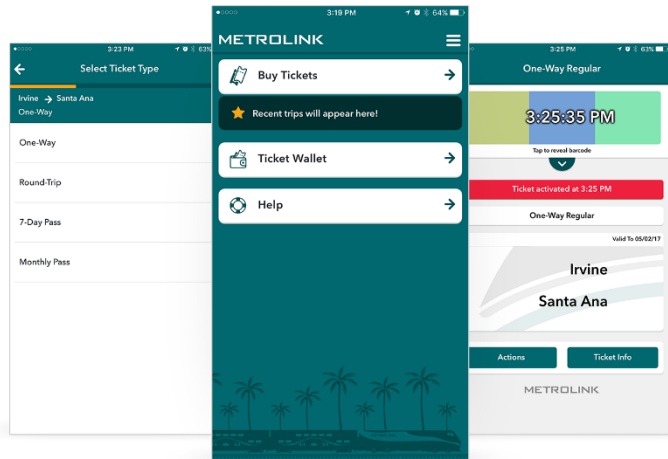 3:23 PM
63%
Select Ticket Type
Irvine → Santa Ana
One-Way
One-Way
Round-Trip
7-Day Pass
Monthly Pass
3:19 PM
64%
METROLINK
Buy Tickets
Recent trips will appear here!
Ticket Wallet
Help
3:25 PM
63%
One-Way Regular
3:25:35 PM
Tap to reveal barcode
Ticket activated at 3:25 PM
One-Way Regular
Valid To 05/02/17
Irvine
Santa Ana
Actions
Ticket Info
METROLINK